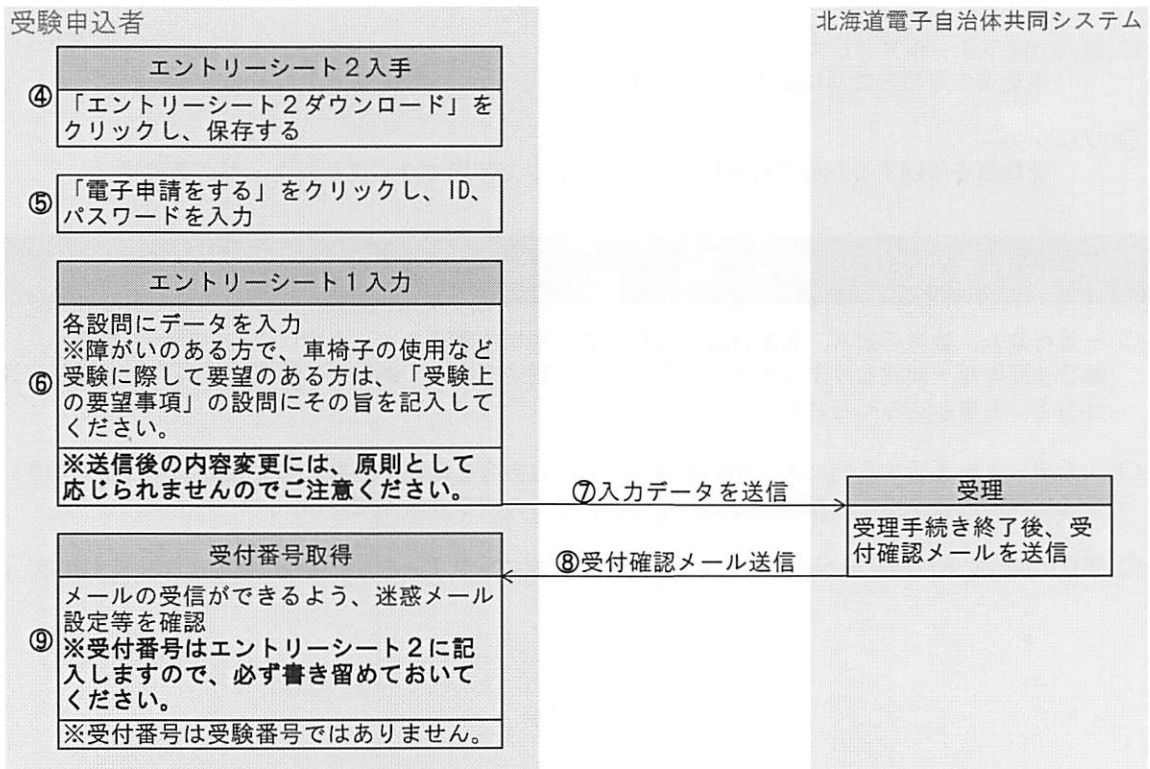 受験申込者
北海道電子自治体共同システム
④
エントリーシート2入手
「エントリーシート2ダウンロード」を
クリックし、保存する
⑤
「電子申請をする」をクリックし、ID、
パスワードを入力
⑥
エントリーシート1入力
各設問にデータを入力
※障がいのある方で、車椅子の使用など
受験に際して要望のある方は、「受験上
の要望事項」の設問にその旨を記入して
ください。
※送信後の内容変更には、原則として
応じられませんのでご注意ください。
⑦入力データを送信
受理
受理手続き終了後、受
付確認メールを送信
⑧受付確認メール送信
⑨
受付番号取得
メールの受信ができるよう、迷惑メール
設定等を確認
※受付番号はエントリーシート2に記
入しますので、必ず書き留めておいて
ください。
※受付番号は受験番号ではありません。